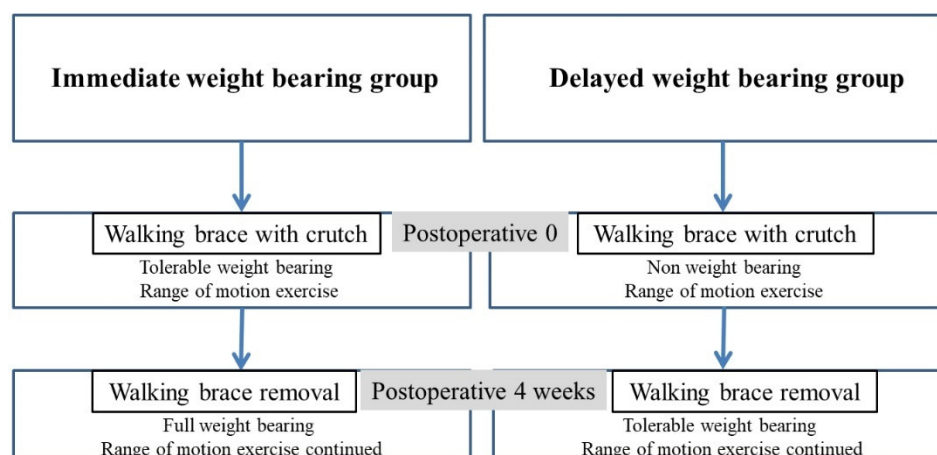 Immediate weight bearing group
Delayed weight bearing group
Postoperative 0
Walking brace with crutch
Tolerable weight bearing
Range of motion exercise
Walking brace with crutch
Non weight bearing
Range of motion exercise
Postoperative 4 weeks
Walking brace removal
Full weight bearing
Range of motion exercise continued
Walking brace removal
Tolerable weight bearing
Range of motion exercise continued